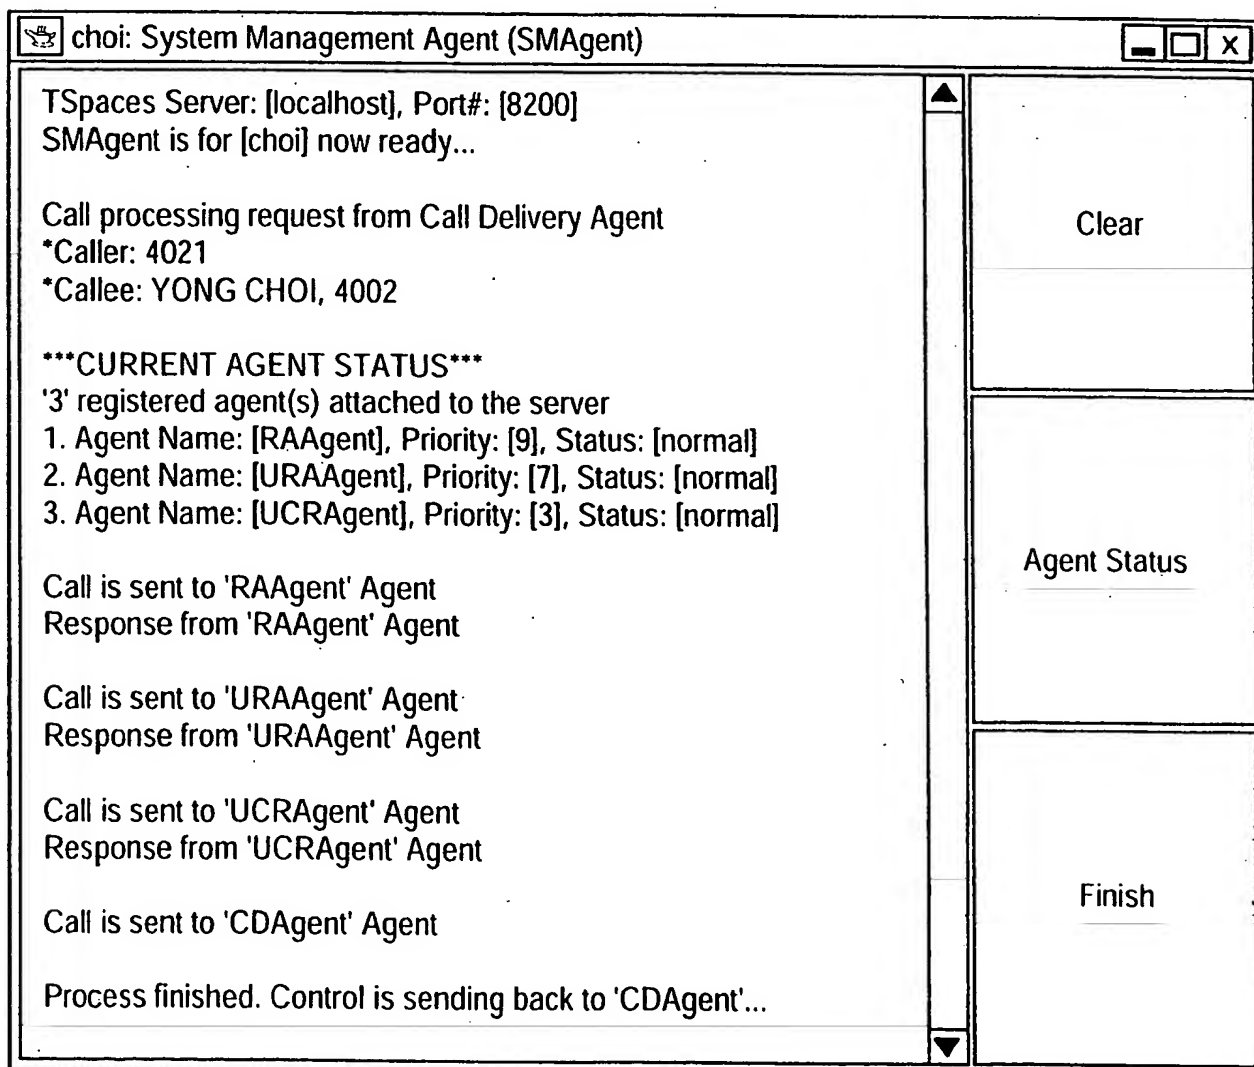 choi: System Management Agent (SMAgent)
X
TSpaces Server: [localhost], Port#: [8200]
SMAgent is for [choi] now ready...
Call processing request from Call Delivery Agent
*Caller: 4021
*Callee: YONG CHOI, 4002
***CURRENT AGENT STATUS***
'3' registered agent(s) attached to the server
1. Agent Name: [RAAgent], Priority: [9], Status: [normal]
2. Agent Name: [URAAgent], Priority: [7], Status: [normal]
3. Agent Name: [UCRAgent], Priority: [3], Status: [normal]
Call is sent to 'RAAgent' Agent
Response from 'RAAgent' Agent
Call is sent to 'URAAgent' Agent
Response from 'URAAgent' Agent
Call is sent to 'UCRAgent' Agent
Response from 'UCRAgent' Agent
Call is sent to 'CDAgent' Agent
Process finished. Control is sending back to 'CDAgent'...
Clear
Agent Status
Finish